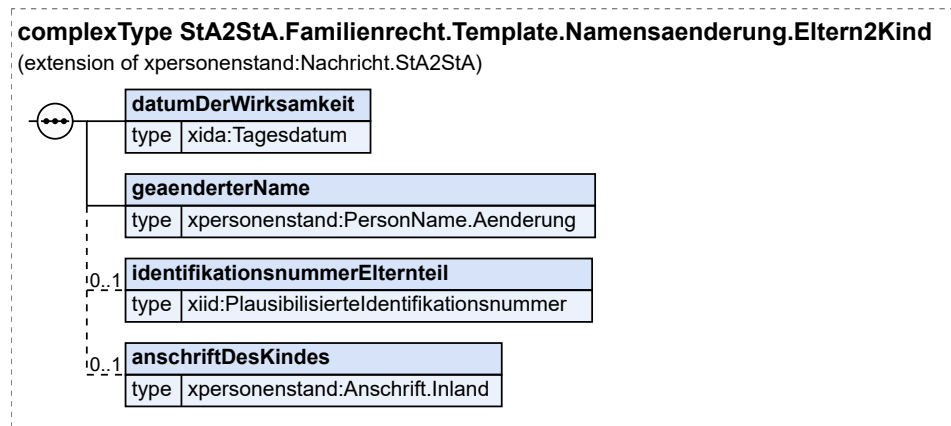 complexType StA2StA.Familienrecht.Template.Namensaenderung.Eltern2Kind
(extension of xpersonenstand:Nachricht.StA2StA)
datumDerWirksamkeit
type xida:Tagesdatum
geaenderterName
type xpersonenstand:PersonName.Aenderung
0..1 identifikationsnummerElternteil
type xiid:PlausibilisierteIdentifikationsnummer
0..1 anschriftDesKindes
type xpersonenstand:Anschrift.Inland